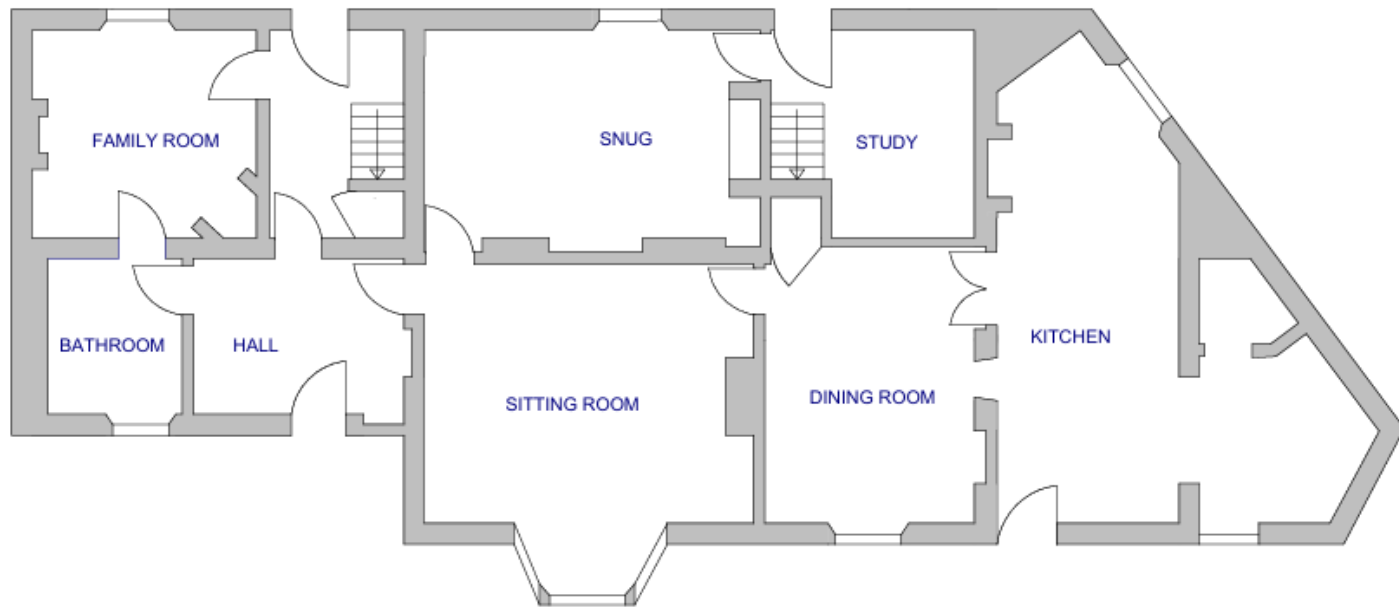 FAMILY ROOM
SNUG
STUDY
BATHROOM
HALL
SITTING ROOM
DINING ROOM
KITCHEN